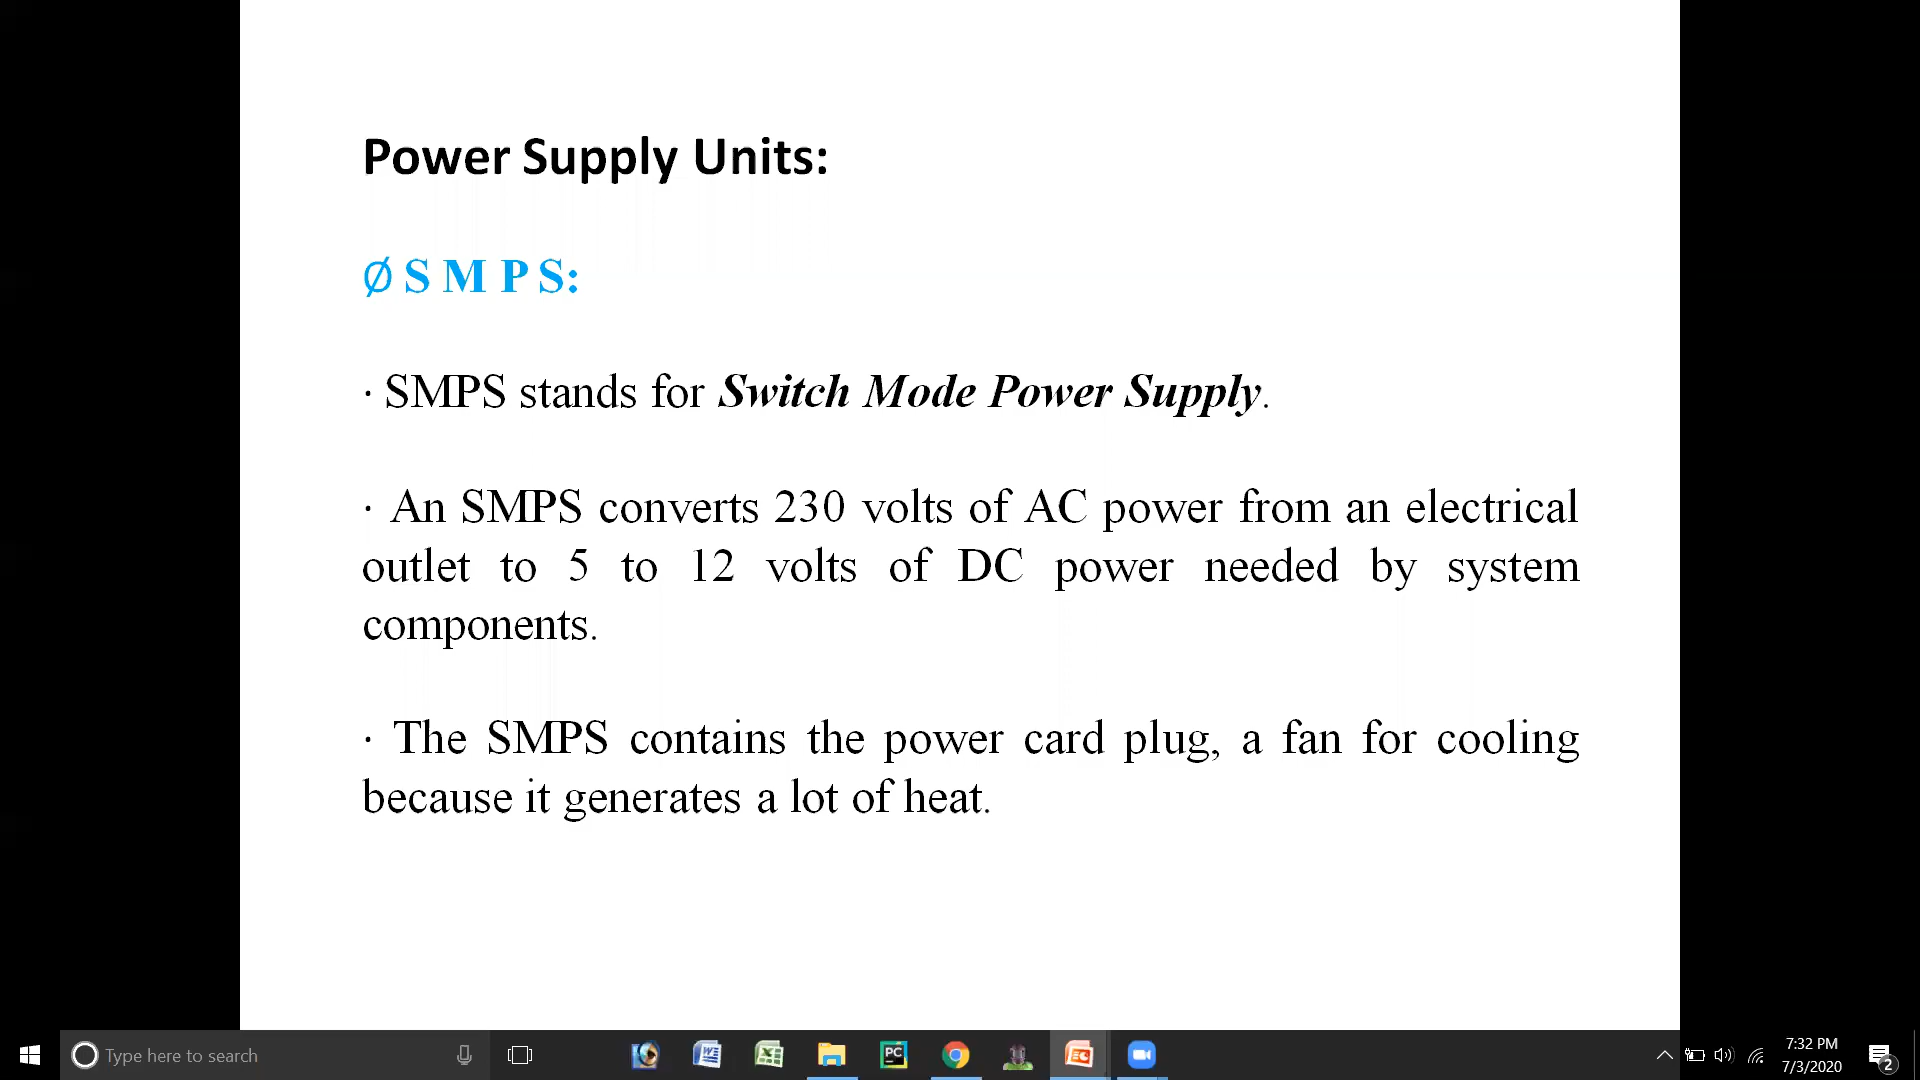 Power Supply Units:
Ø S M P S:
· SMPS stands for Switch Mode Power Supply.
· An SMPS converts 230 volts of AC power from an electrical
outlet to 5 to 12 volts of DC power needed by system
components.
· The SMPS contains the power card plug, a fan for cooling
because it generates a lot of heat.
Type here to search
PC
7:32 PM
7/3/2020
2